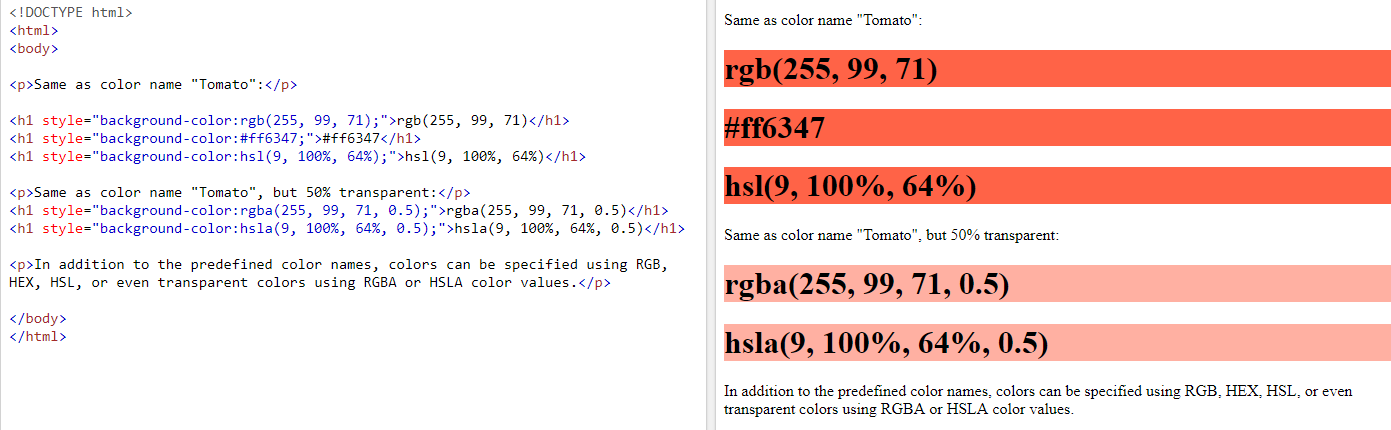 <!DOCTYPE html>
<html>
<body>
<p>Same as color name "Tomato":</p>
<h1 style="background-color:rgb(255, 99, 71);">rgb(255, 99, 71)</h1>
<h1 style="background-color:#ff6347;">#ff6347</h1>
<h1 style="background-color:hsl(9, 100%, 64%);">hsl(9, 100%, 64%)</h1>
<p>Same as color name "Tomato", but 50% transparent:</p>
<h1 style="background-color:rgba(255, 99, 71, 0.5);">rgba(255, 99, 71, 0.5)</h1>
<h1 style="background-color:hsla(9, 100%, 64%, 0.5);">hsla(9, 100%, 64%, 0.5)</h1>
<p>In addition to the predefined color names, colors can be specified using RGB,
HEX, HSL, or even transparent colors using RGBA or HSLA color values.</p>
</body>
</html>
Same as color name "Tomato":
rgb(255, 99, 71)
#ff6347
hsl(9, 100%, 64%)
Same as color name "Tomato", but 50% transparent:
rgba(255, 99, 71, 0.5)
hsla(9, 100%, 64%, 0.5)
In addition to the predefined color names, colors can be specified using RGB, HEX, HSL, or even
transparent colors using RGBA or HSLA color values.